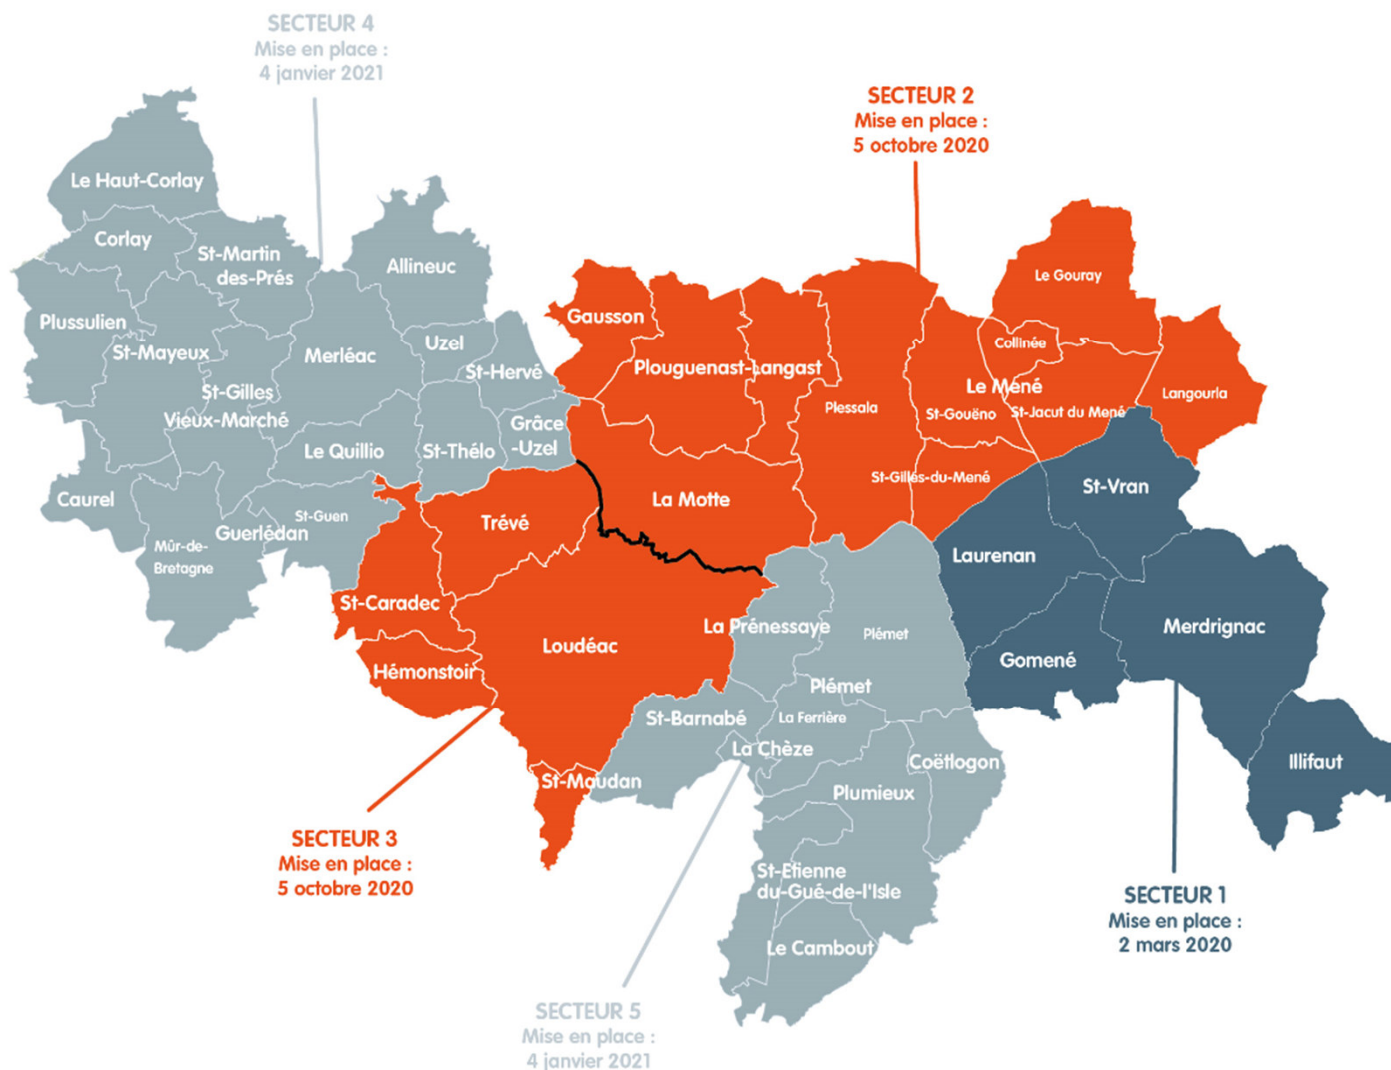 SECTEUR 4
Mise en place :
4 janvier 2021
SECTEUR 2
Mise en place :
5 octobre 2020
Le Haut-Corlay
Corlay
St-Martin
des-Prés
Allineuc
Le Gouray
Plussulien
St-Mayeux
Merléac
Uzel
St-Hervé
Gausson
Plouguenast-Langast
Collinée
Le Mené
St-Gilles
Vieux-Marché
Plessala
St-Gouëno
St-Jacut du Mené
Langourla
Le Quillio
St-Thélo
Grâce
-Uzel
St-Gilles-du-Mené
St-Vran
Caurel
La Motte
St-Guen
Trévé
Guerlédan
Mûr-de-
Bretagne
Laurenan
St-Caradec
Loudéac
La Prénessaye
Plémet
Merdrignac
Hémonstoir
Plémet
Gomené
St-Barnabé
La Ferrière
La Chèze
Coëtlogon
Illifaut
St-Maudan
Plumieux
SECTEUR 3
Mise en place :
5 octobre 2020
St-Etienne
du-Gué-de-l'Isle
Le Cambout
SECTEUR 1
Mise en place :
2 mars 2020
SECTEUR 5
Mise en place :
4 janvier 2021